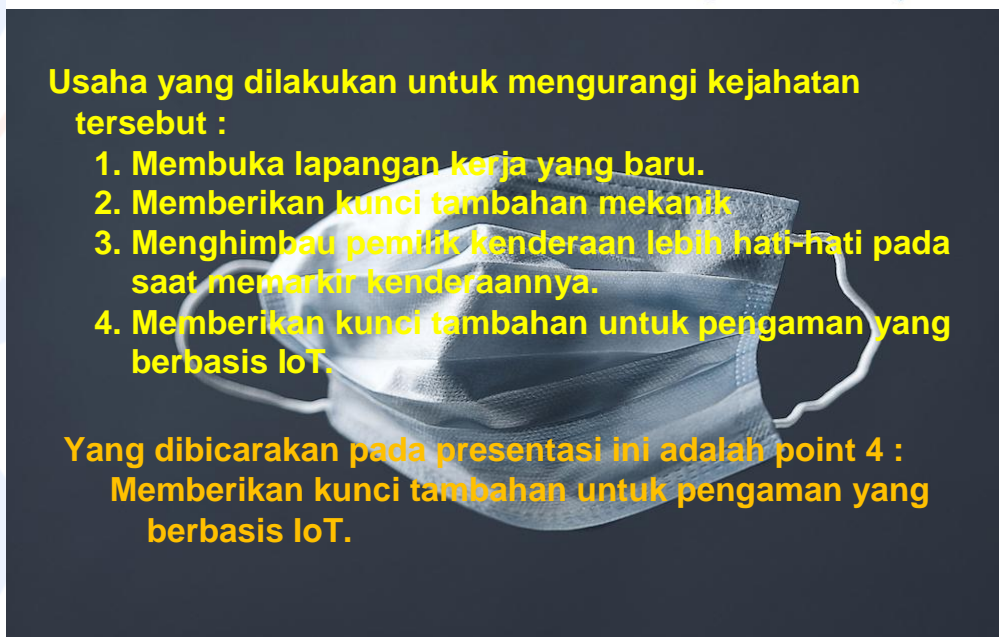 Usaha yang dilakukan untuk mengurangi kejahatan
tersebut :
1. Membuka lapangan kerja yang baru.
2. Memberikan kunci tambahan mekanik
3. Menghimbau pemilik kenderaan lebih hati-hati pada
saat memarkir kenderaannya.
4. Memberikan kunci tambahan untuk pengaman yang
berbasis IoT.
Yang dibicarakan pada presentasi ini adalah point 4 :
Memberikan kunci tambahan untuk pengaman yang
berbasis IoT.